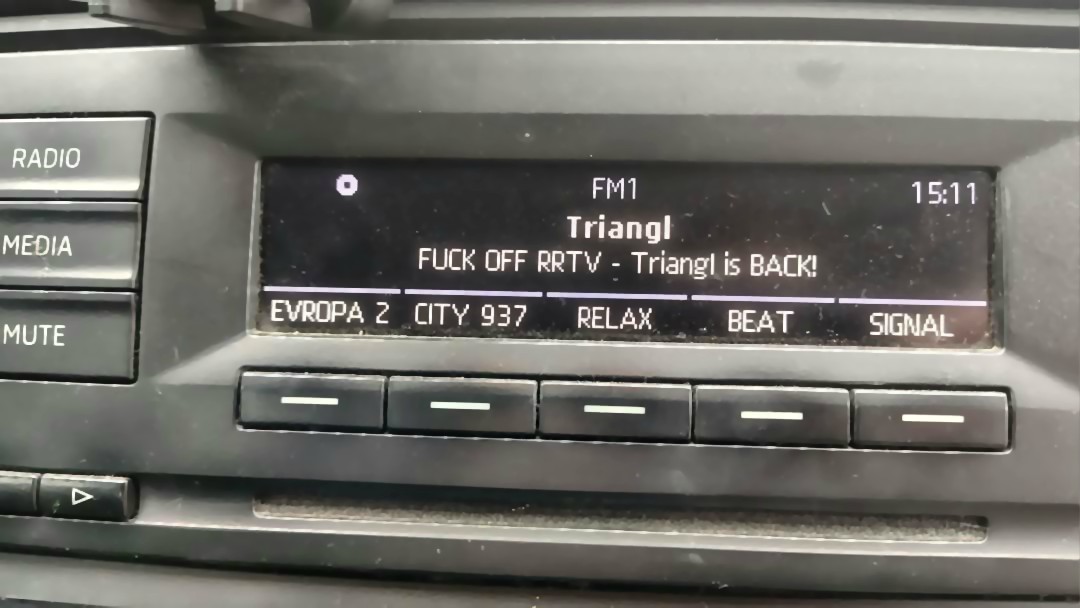 RADIO
MEDIA
MUTE
FM1
15:11
Triangl
FUCK OFF RRTV - Triangl is BACK!
EVROPA 2
CITY 937
RELAX
BEAT
SIGNAL